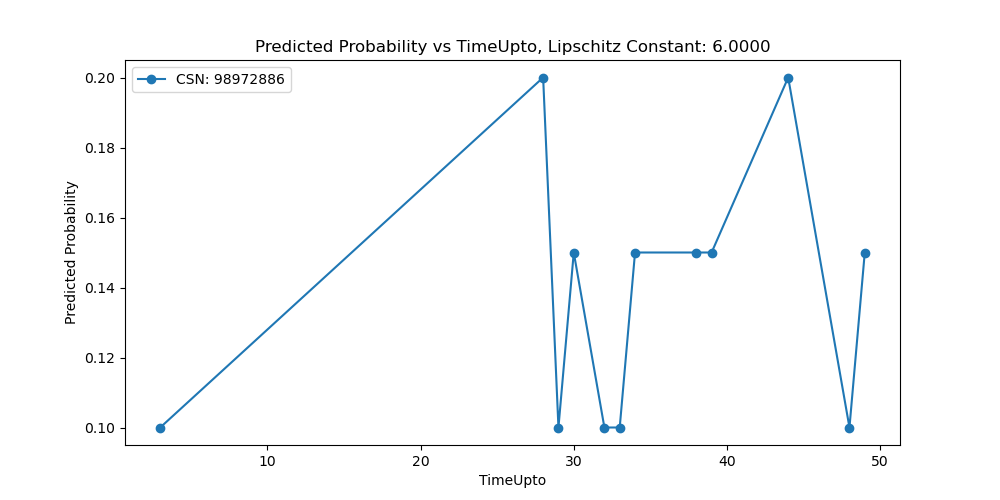 Predicted Probability vs TimeUpto, Lipschitz Constant: 6.0000
CSN: 98972886
0.20
0.18
0.16
0.14
0.12
0.10
Predicted Probability
10
20
30
40
50
TimeUpto